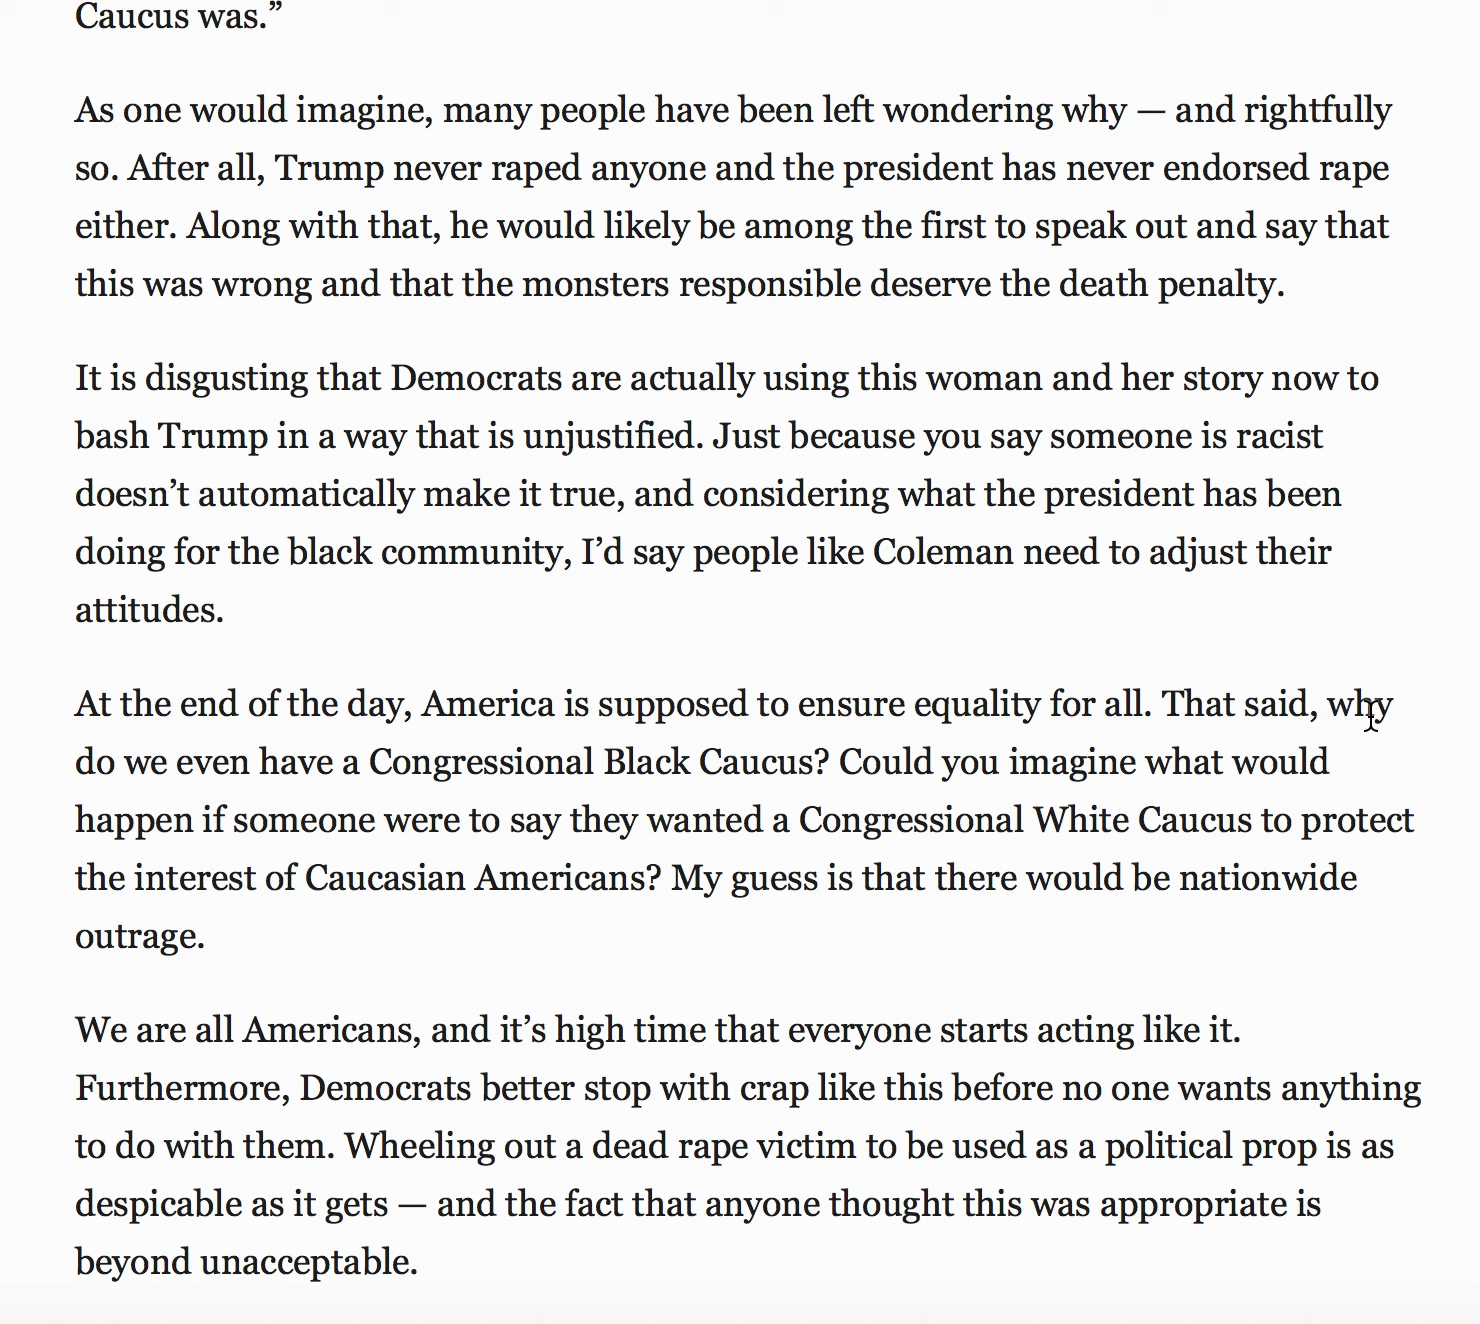 Caucus was.”
As one would imagine, many people have been left wondering why — and rightfully
so. After all, Trump never raped anyone and the president has never endorsed rape
either. Along with that, he would likely be among the first to speak out and say that
this was wrong and that the monsters responsible deserve the death penalty.
It is disgusting that Democrats are actually using this woman and her story now to
bash Trump in a way that is unjustified. Just because you say someone is racist
doesn’t automatically make it true, and considering what the president has been
doing for the black community, I’d say people like Coleman need to adjust their
attitudes.
At the end of the day, America is supposed to ensure equality for all. That said, why
do we even have a Congressional Black Caucus? Could you imagine what would
happen if someone were to say they wanted a Congressional White Caucus to protect
the interest of Caucasian Americans? My guess is that there would be nationwide
outrage.
We are all Americans, and it’s high time that everyone starts acting like it.
Furthermore, Democrats better stop with crap like this before no one wants anything
to do with them. Wheeling out a dead rape victim to be used as a political prop is as
despicable as it gets — and the fact that anyone thought this was appropriate is
beyond unacceptable.